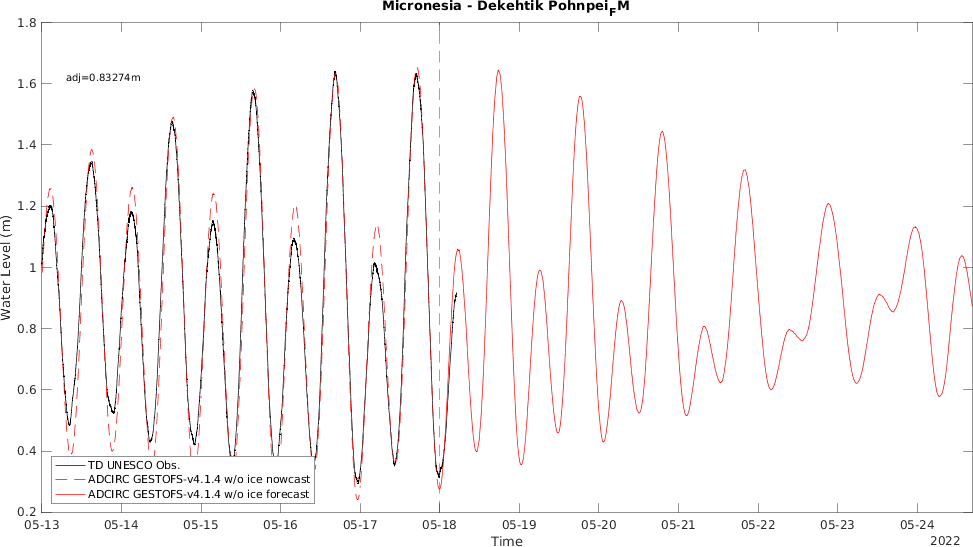 Micronesia - Dekehtik Pohnpei_FM
1.8
adj=0.83274m
1.6
1.4
1.2
1
0.8
0.6
0.4
0.2
Water Level (m)
TD UNESCO Obs.
ADCIRC GESTOFS-v4.1.4 w/o ice nowcast
ADCIRC GESTOFS-v4.1.4 w/o ice forecast
05-13 05-14 05-15 05-16 05-17 05-18 05-19 05-20 05-21 05-22 05-23 05-24
Time
2022